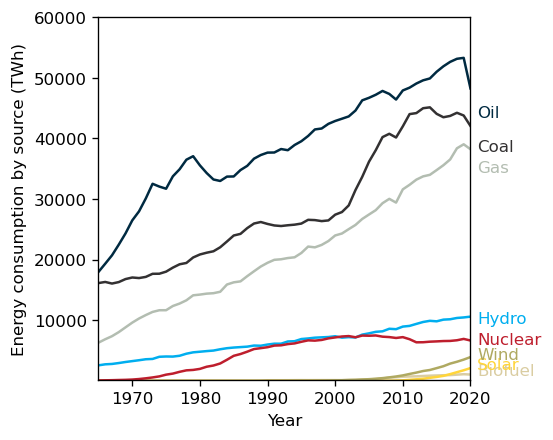 60000
50000
40000
30000
20000
10000
Energy consumption by source (TWh)
Oil
Coal
Gas
Hydro
Nuclear
Wind
Solar
Biofuel
1970
1980
1990
2000
2010
2020
Year